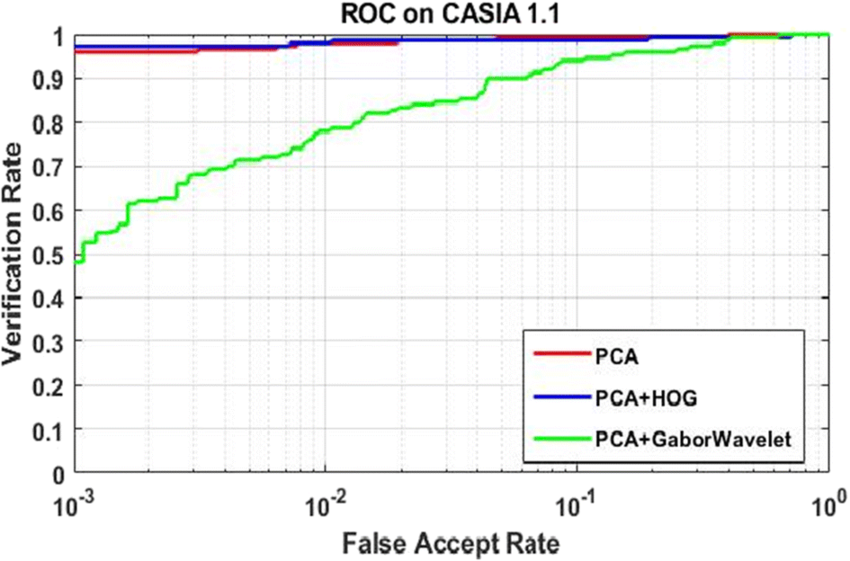 ROC on CASIA 1.1
Verification Rate
1
0.9
0.8
0.7
0.6
0.5
0.4
0.3
0.2
0.1
0
PCA
PCA+HOG
PCA+GaborWavelet
10^-3
10^-2
10^-1
10^0
False Accept Rate